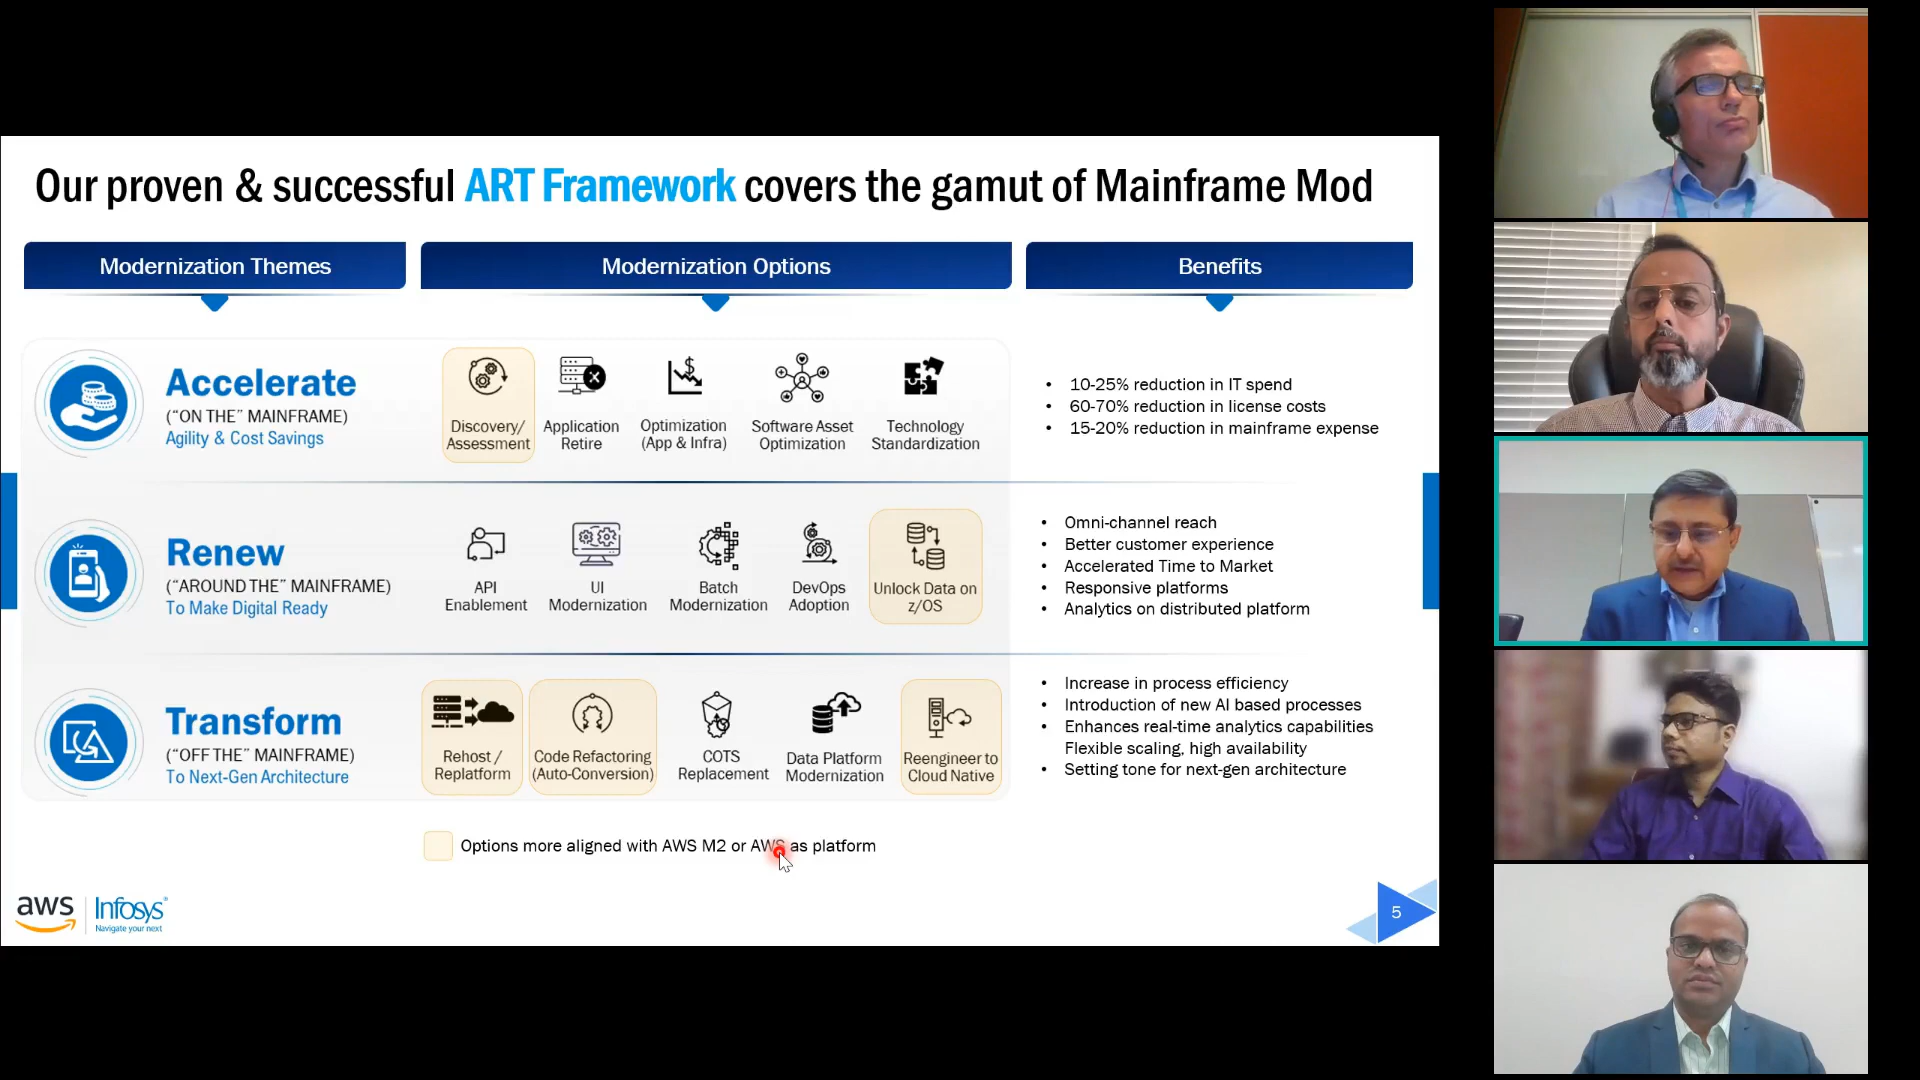 Our proven & successful ART Framework covers the gamut of Mainframe Mod
Modernization Themes
Modernization Options
Benefits
Accelerate
(“ON THE” MAINFRAME)
Agility & Cost Savings
Discovery/
Assessment
Application
Retire
Optimization
(App & Infra)
Software Asset
Optimization
Technology
Standardization
• 10-25% reduction in IT spend
• 60-70% reduction in license costs
• 15-20% reduction in mainframe expense
Renew
(“AROUND THE” MAINFRAME)
To Make Digital Ready
API
Enablement
UI
Modernization
Batch
Modernization
DevOps
Adoption
Unlock Data on
z/OS
• Omni-channel reach
• Better customer experience
• Accelerated Time to Market
• Responsive platforms
• Analytics on distributed platform
Transform
(“OFF THE” MAINFRAME)
To Next-Gen Architecture
Rehost /
Replatform
Code Refactoring
(Auto-Conversion)
COTS
Replacement
Data Platform
Modernization
Reengineer to
Cloud Native
• Increase in process efficiency
• Introduction of new AI based processes
• Enhances real-time analytics capabilities
Flexible scaling, high availability
• Setting tone for next-gen architecture
Options more aligned with AWS M2 or AWS as platform
aws
Infosys®
Navigate your next
5